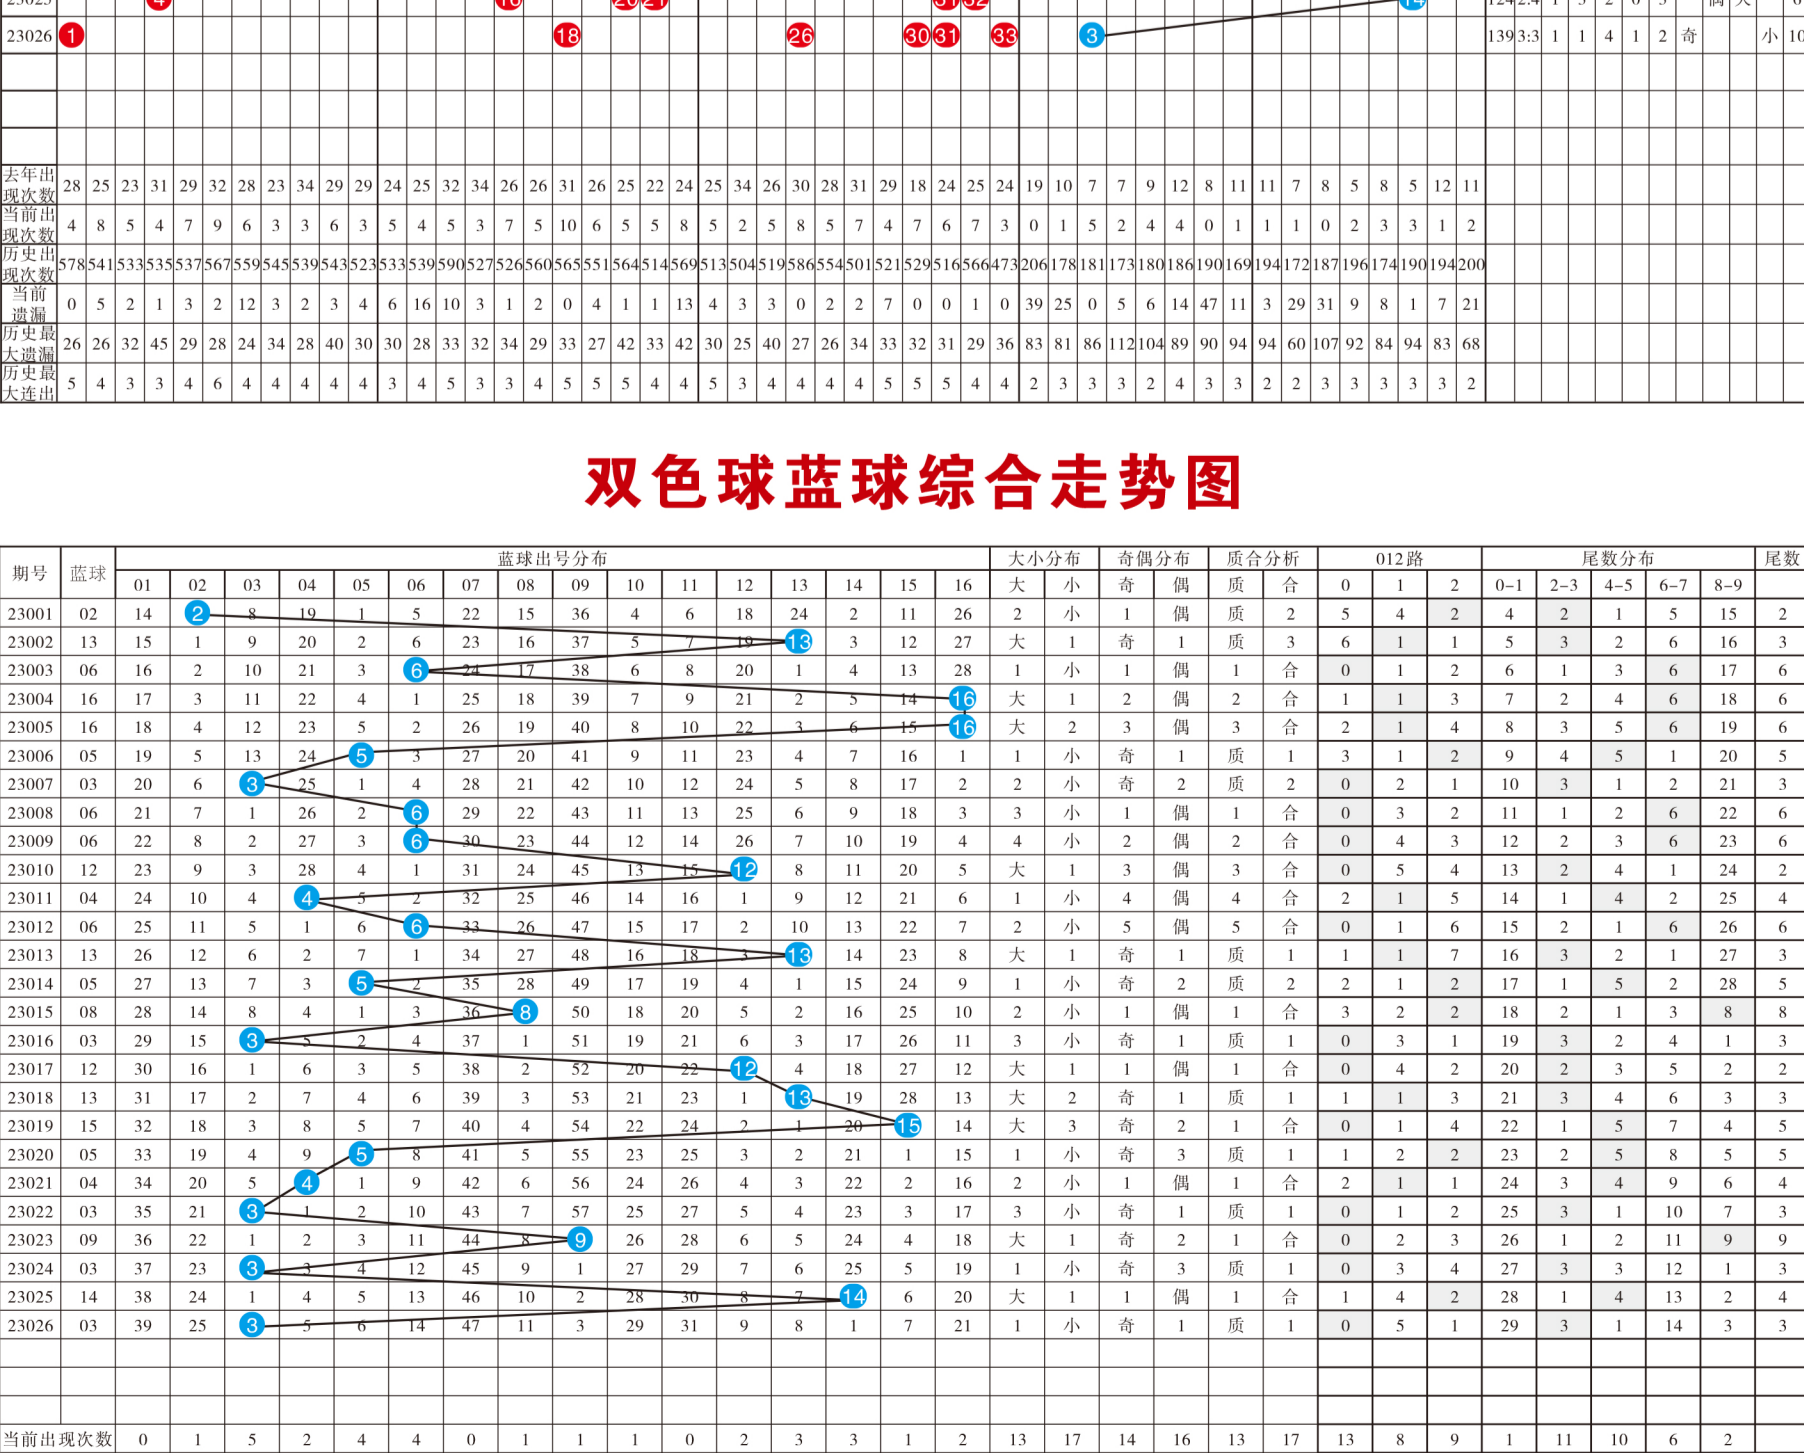 23026 1 18 26 30 31 33 3 139 3:3 1 1 4 1 2 奇 小 10
去年出现次数 28 25 23 31 29 32 28 23 34 29 29 24 25 32 34 26 26 31 26 25 22 24 25 34 26 30 28 31 29 18 24 25 24 19 10 7 7 9 12 8 11 11 7 8 5 8 5 12 11
当前出现次数 4 8 5 4 7 9 6 3 3 6 3 5 4 5 3 7 5 10 6 5 5 8 5 2 5 8 5 7 4 7 6 7 3 0 1 5 2 4 4 0 1 1 1 0 2 3 3 1 2
历史出现次数 578 541 533 535 537 567 559 545 539 543 523 533 539 590 527 526 560 565 551 564 514 569 513 504 519 586 554 501 521 529 516 566 473 206 178 181 173 180 186 190 169 194 172 187 196 174 190 194 200
当前遗漏 0 5 2 1 3 2 12 3 2 3 4 6 16 10 3 1 2 0 4 1 1 13 4 3 3 0 2 2 7 0 0 1 0 39 25 0 5 6 14 47 11 3 29 31 9 8 1 7 21
历史最大遗漏 26 26 32 45 29 28 24 34 28 40 30 30 28 33 32 34 29 33 27 42 33 42 30 25 40 27 26 34 33 32 31 29 36 83 81 86 112 104 89 90 94 94 60 107 92 84 94 83 68
历史最大连出 5 4 3 3 4 6 4 4 4 4 4 3 4 5 3 3 4 5 5 5 4 4 5 3 4 4 4 4 5 5 5 4 4 2 3 3 3 2 4 3 3 2 2 3 3 3 3 3 2
双色球蓝球综合走势图
期号 蓝球 蓝球出号分布 大小分布 奇偶分布 质合分析 012路 尾数分布 尾数
01 02 03 04 05 06 07 08 09 10 11 12 13 14 15 16 大 小 奇 偶 质 合 0 1 2 0-1 2-3 4-5 6-7 8-9
23001 02 14 2 8 19 1 5 22 15 36 4 6 18 24 2 11 26 2 小 1 偶 质 2 5 4 2 4 2 1 5 15 2
23002 13 15 1 9 20 2 6 23 16 37 5 7 19 13 3 12 27 大 1 奇 1 质 3 6 1 1 5 3 2 6 16 3
23003 06 16 2 10 21 3 6 24 17 38 6 8 20 1 4 13 28 1 小 1 偶 1 合 0 1 2 6 1 3 6 17 6
23004 16 17 3 11 22 4 1 25 18 39 7 9 21 2 5 14 16 大 1 2 偶 2 合 1 1 3 7 2 4 6 18 6
23005 16 18 4 12 23 5 2 26 19 40 8 10 22 3 6 15 16 大 2 3 偶 3 合 2 1 4 8 3 5 6 19 6
23006 05 19 5 13 24 5 3 27 20 41 9 11 23 4 7 16 1 1 小 奇 1 质 1 3 1 2 9 4 5 1 20 5
23007 03 20 6 3 25 1 4 28 21 42 10 12 24 5 8 17 2 2 小 奇 2 质 2 0 2 1 10 3 1 2 21 3
23008 06 21 7 1 26 2 6 29 22 43 11 13 25 6 9 18 3 3 小 1 偶 1 合 0 3 2 11 1 2 6 22 6
23009 06 22 8 2 27 3 6 30 23 44 12 14 26 7 10 19 4 4 小 2 偶 2 合 0 4 3 12 2 3 6 23 6
23010 12 23 9 3 28 4 1 31 24 45 13 15 12 8 11 20 5 大 1 3 偶 3 合 0 5 4 13 2 4 1 24 2
23011 04 24 10 4 4 5 2 32 25 46 14 16 1 9 12 21 6 1 小 4 偶 4 合 2 1 5 14 1 4 2 25 4
23012 06 25 11 5 1 6 6 33 26 47 15 17 2 10 13 22 7 2 小 5 偶 5 合 0 1 6 15 2 1 6 26 6
23013 13 26 12 6 2 7 1 34 27 48 16 18 3 13 14 23 8 大 1 奇 1 质 1 1 1 7 16 3 2 1 27 3
23014 05 27 13 7 3 5 2 35 28 49 17 19 4 1 15 24 9 1 小 奇 2 质 2 2 1 2 17 1 5 2 28 5
23015 08 28 14 8 4 1 3 36 8 50 18 20 5 2 16 25 10 2 小 1 偶 1 合 3 2 2 18 2 1 3 8 8
23016 03 29 15 3 5 2 4 37 1 51 19 21 6 3 17 26 11 3 小 奇 1 质 1 0 3 1 19 3 2 4 1 3
23017 12 30 16 1 6 3 5 38 2 52 20 22 12 4 18 27 12 大 1 1 偶 1 合 0 4 2 20 2 3 5 2 2
23018 13 31 17 2 7 4 6 39 3 53 21 23 1 13 19 28 13 大 2 奇 1 质 1 1 1 3 21 3 4 6 3 3
23019 15 32 18 3 8 5 7 40 4 54 22 24 2 1 20 15 14 大 3 奇 2 1 合 0 1 4 22 1 5 7 4 5
23020 05 33 19 4 9 5 8 41 5 55 23 25 3 2 21 1 15 1 小 奇 3 质 1 1 2 2 23 2 5 8 5 5
23021 04 34 20 5 4 1 9 42 6 56 24 26 4 3 22 2 16 2 小 1 偶 1 合 2 1 1 24 3 4 9 6 4
23022 03 35 21 3 1 2 10 43 7 57 25 27 5 4 23 3 17 3 小 奇 1 质 1 0 1 2 25 3 1 10 7 3
23023 09 36 22 1 2 3 11 44 8 9 26 28 6 5 24 4 18 大 1 奇 2 1 合 0 2 3 26 1 2 11 9 9
23024 03 37 23 3 3 4 12 45 9 1 27 29 7 6 25 5 19 1 小 奇 3 质 1 0 3 4 27 3 3 12 1 3
23025 14 38 24 1 4 5 13 46 10 2 28 30 8 7 14 6 20 大 1 1 偶 1 合 1 4 2 28 1 4 13 2 4
23026 03 39 25 3 5 6 14 47 11 3 29 31 9 8 1 7 21 1 小 奇 1 质 1 0 5 1 29 3 1 14 3 3
当前出现次数 0 1 5 2 4 4 0 1 1 1 0 2 3 3 1 2 13 17 14 16 13 17 13 8 9 1 11 10 6 2